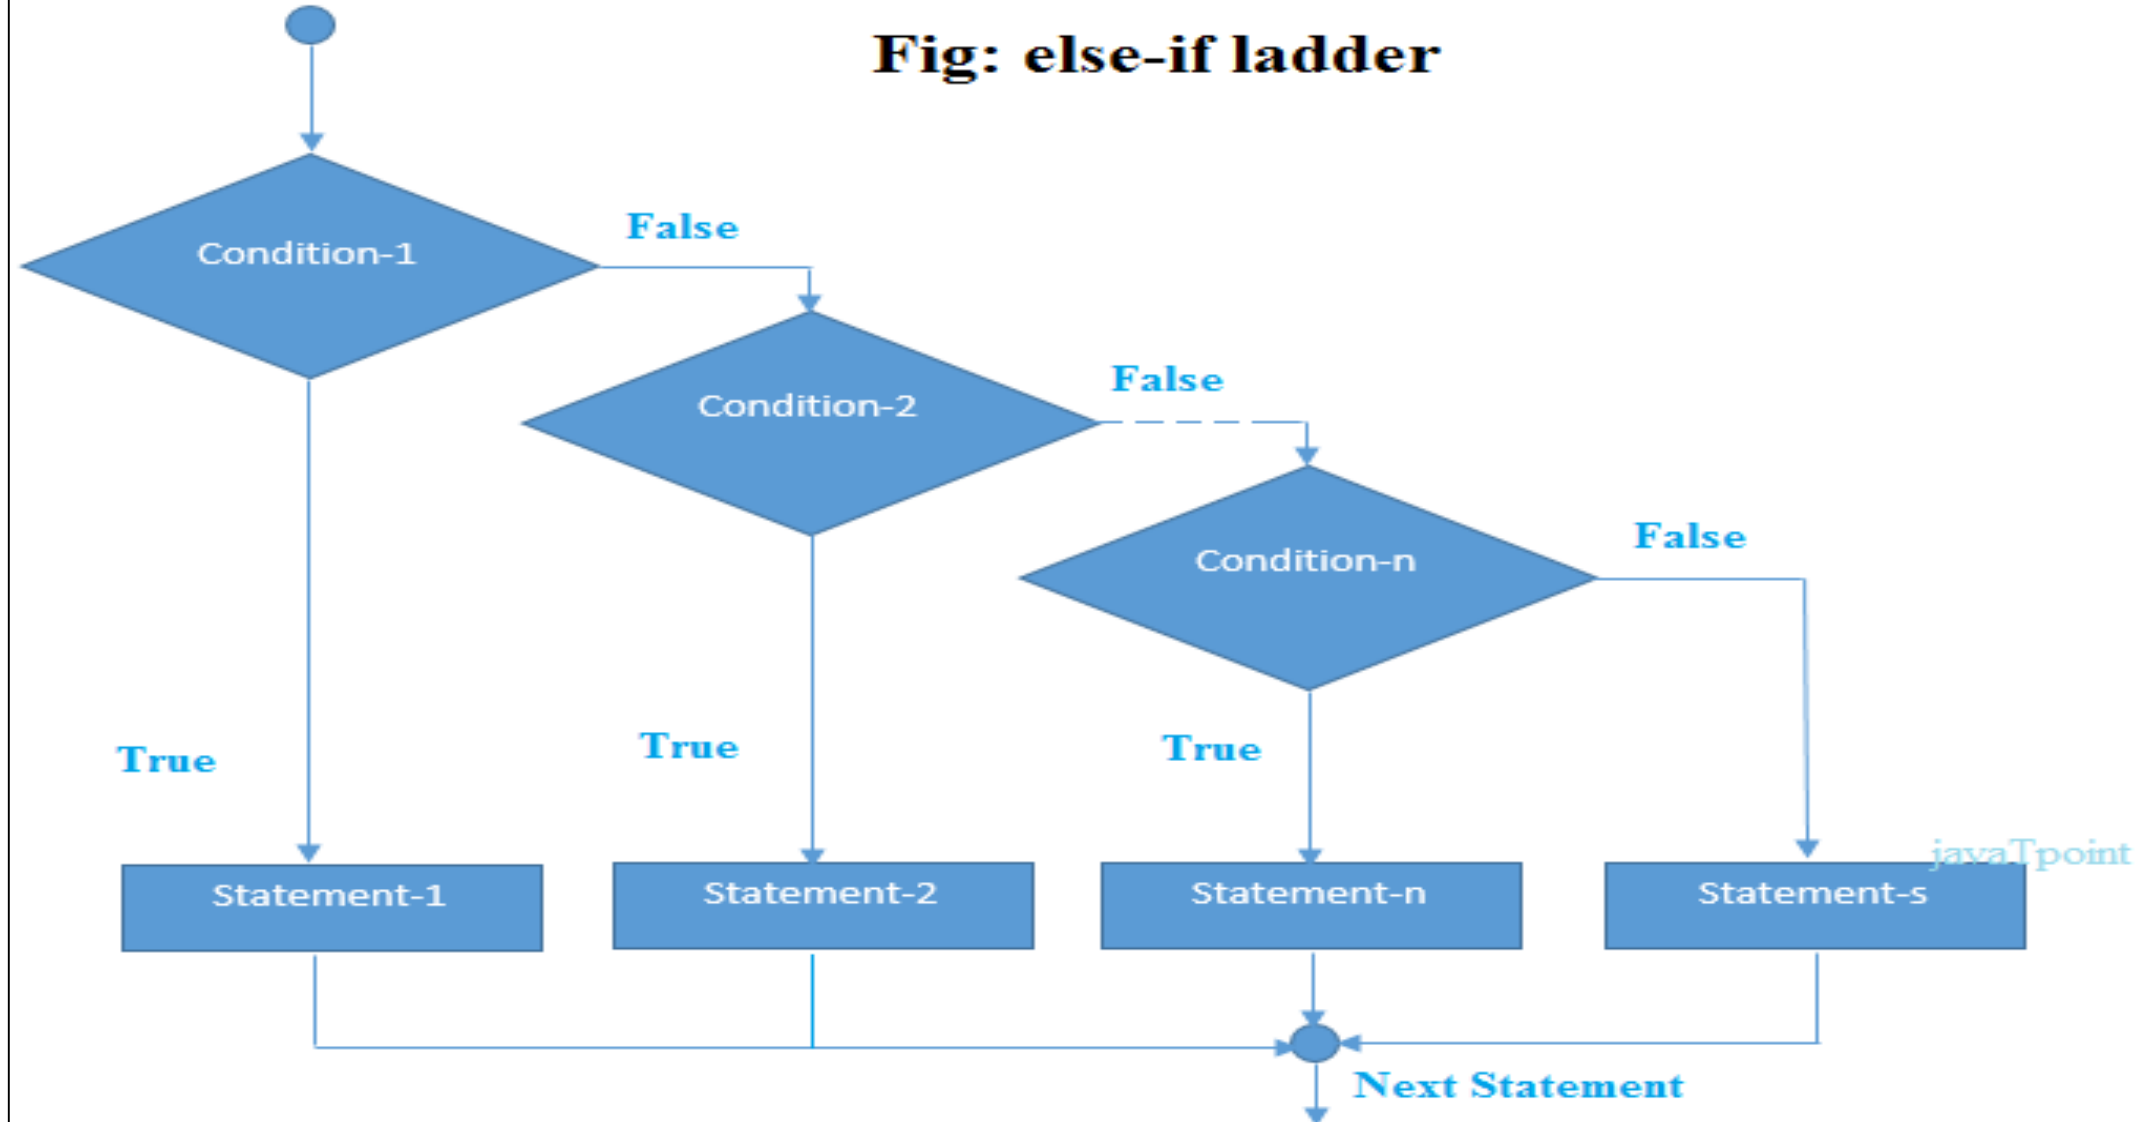 Fig: else-if ladder
False
Condition-1
False
Condition-2
False
Condition-n
True
True
True
javaTpoint
Statement-1
Statement-2
Statement-n
Statement-s
Next Statement